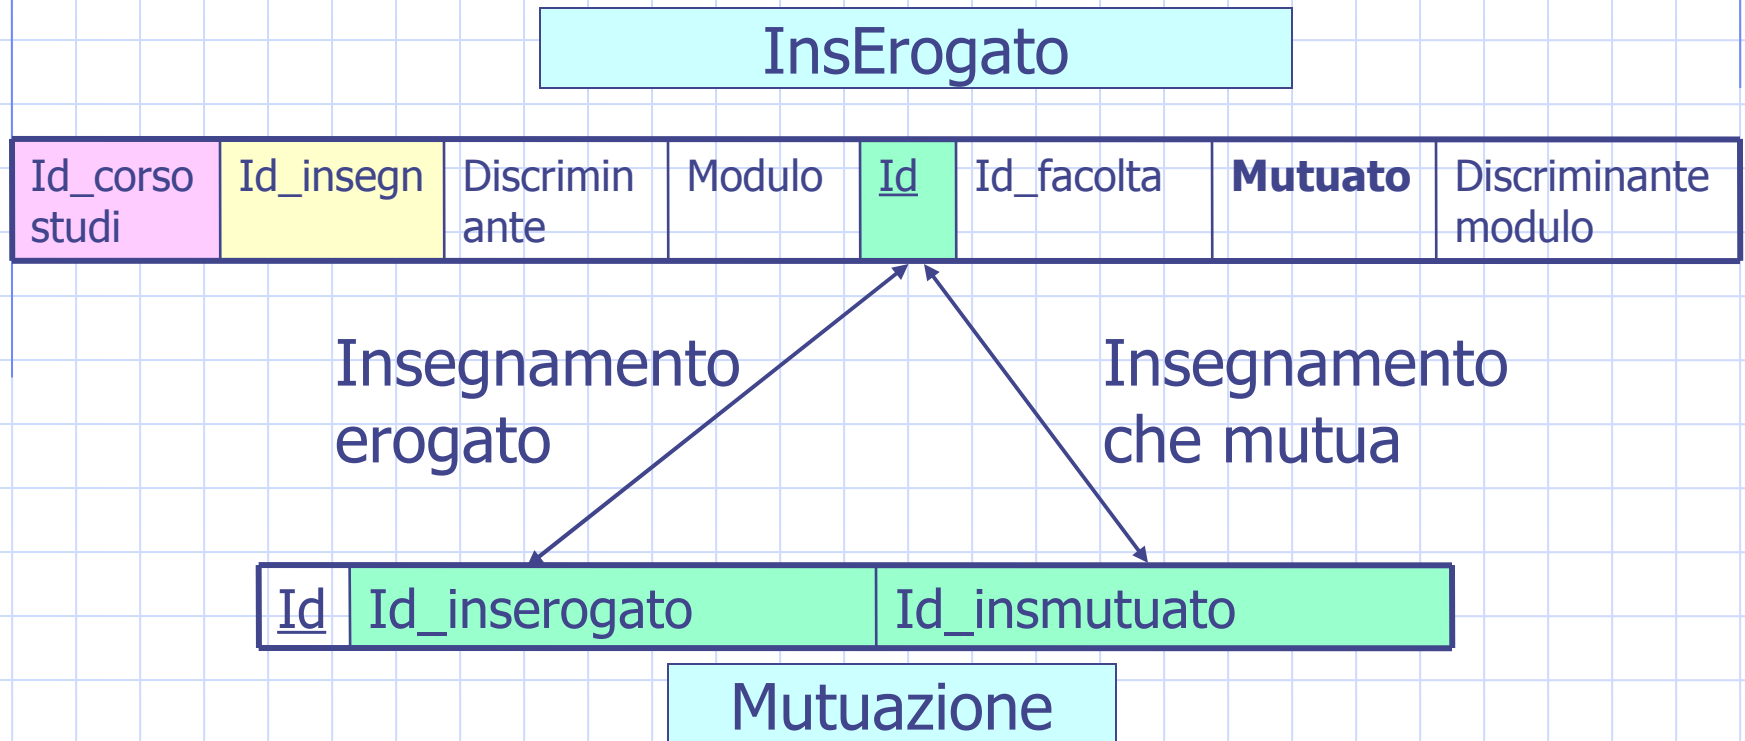 InsErogato
Id_corso
studi
Id_insegn
Discrimin
ante
Modulo
Id
Id_facolta
Mutuato
Discriminante
modulo
Insegnamento
erogato
Insegnamento
che mutua
Id
Id_inserogato
Id_insmutuato
Mutuazione